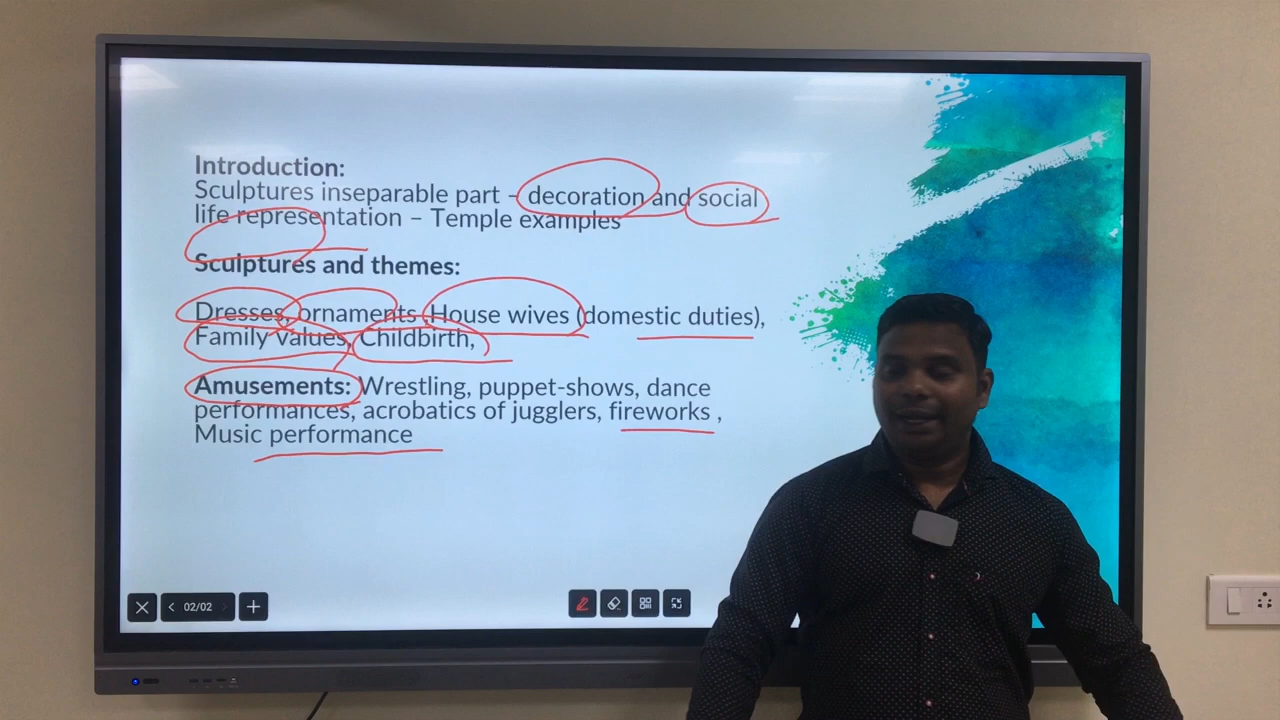 Introduction:
Sculptures inseparable part – decoration and social
life representation – Temple examples
Sculptures and themes:
Dresses, ornaments (House wives (domestic duties),
Family values, Childbirth,
Amusements: Wrestling, puppet-shows, dance
performances, acrobatics of jugglers, fireworks ,
Music performance
02/02